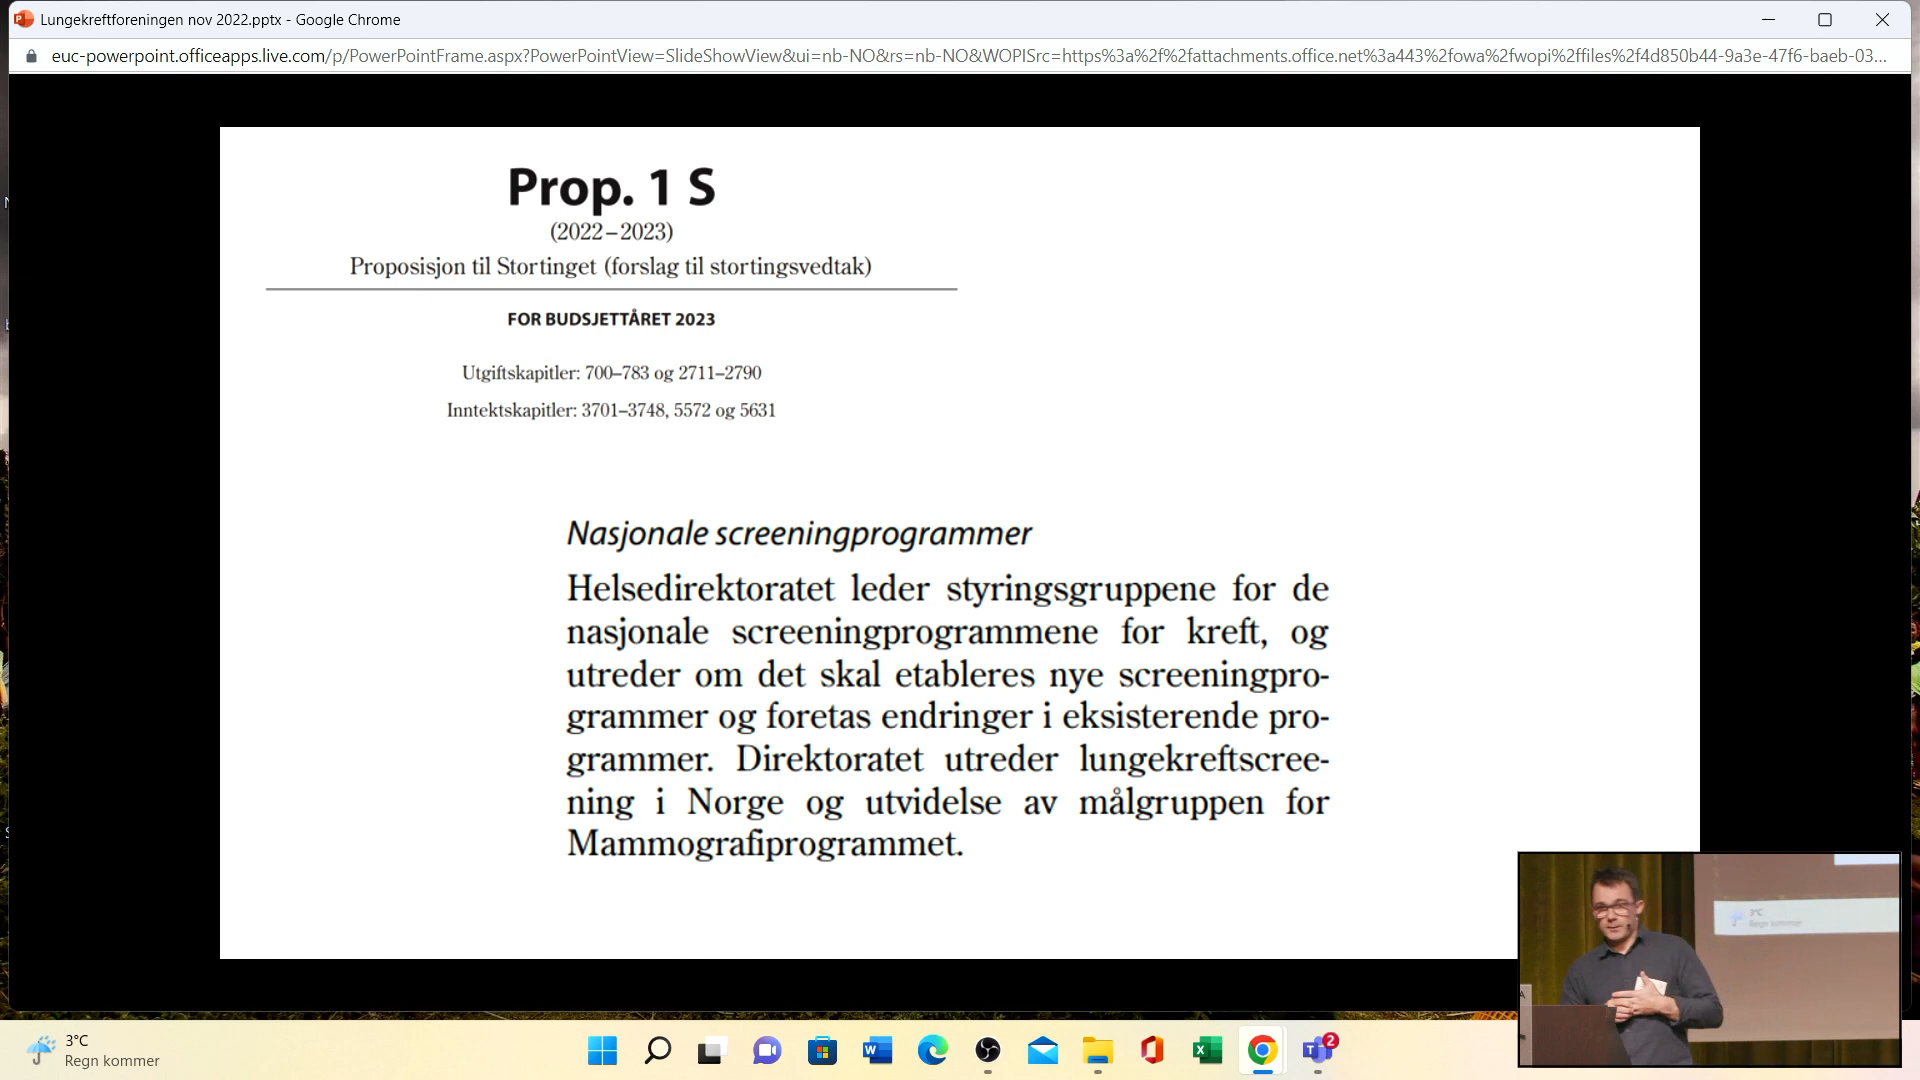 Lungekreftforeningen nov 2022.pptx - Google Chrome
euc-powerpoint.officeapps.live.com/p/PowerPointFrame.aspx?PowerPointView=SlideShowView&ui=nb-NO&rs=nb-NO&WOPISrc=https%3a%2f%2fattachments.office.net%3a443%2fowa%2fwopi%2ffiles%2f4d850b44-9a3e-47f6-baeb-03...
Prop. 1 S
(2022–2023)
Proposisjon til Stortinget (forslag til stortingsvedtak)
FOR BUDSJETTÅRET 2023
Utgiftskapitler: 700–783 og 2711–2790
Inntektskapitler: 3701–3748, 5572 og 5631
Nasjonale screeningprogrammer
Helsedirektoratet leder styringsgruppene for de
nasjonale screeningprogrammene for kreft, og
utreder om det skal etableres nye screeningpro-
grammer og foretas endringer i eksisterende pro-
grammer. Direktoratet utreder lungekreftscree-
ning i Norge og utvidelse av målgruppen for
Mammografiprogrammet.
3°C
Regn kommer
A
3°C
Regn kommer
2